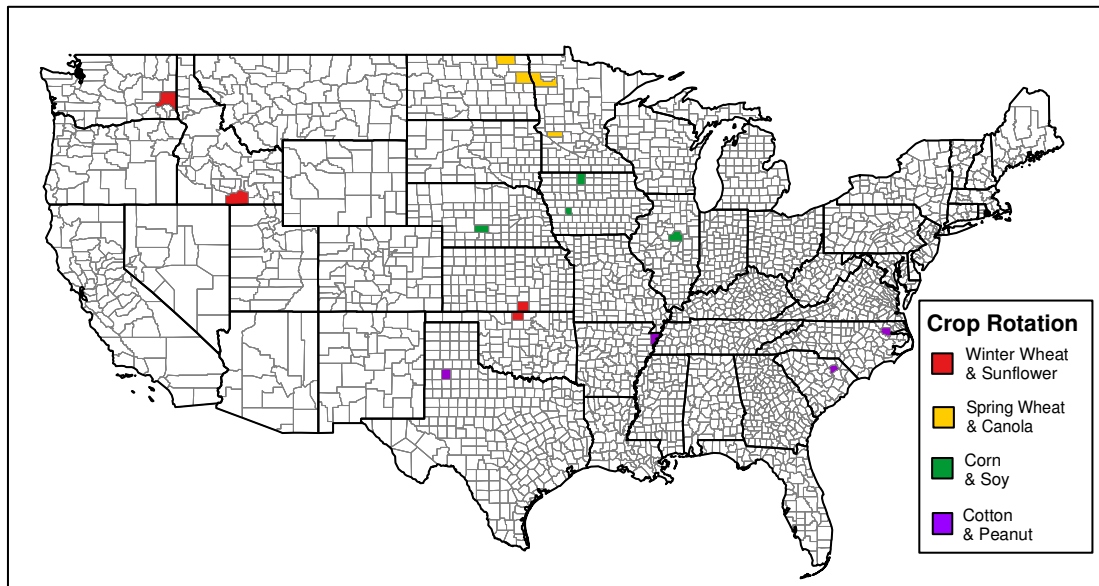 Crop Rotation
Winter Wheat
& Sunflower
Spring Wheat
& Canola
Corn
& Soy
Cotton
& Peanut